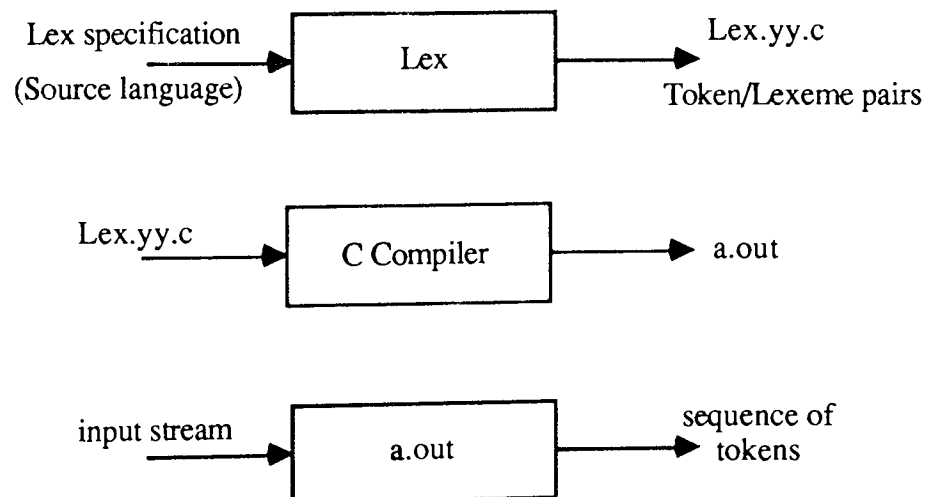 Lex specification
(Source language)
Lex
Lex.yy.c
Token/Lexeme pairs
Lex.yy.c
C Compiler
a.out
input stream
a.out
sequence of
tokens